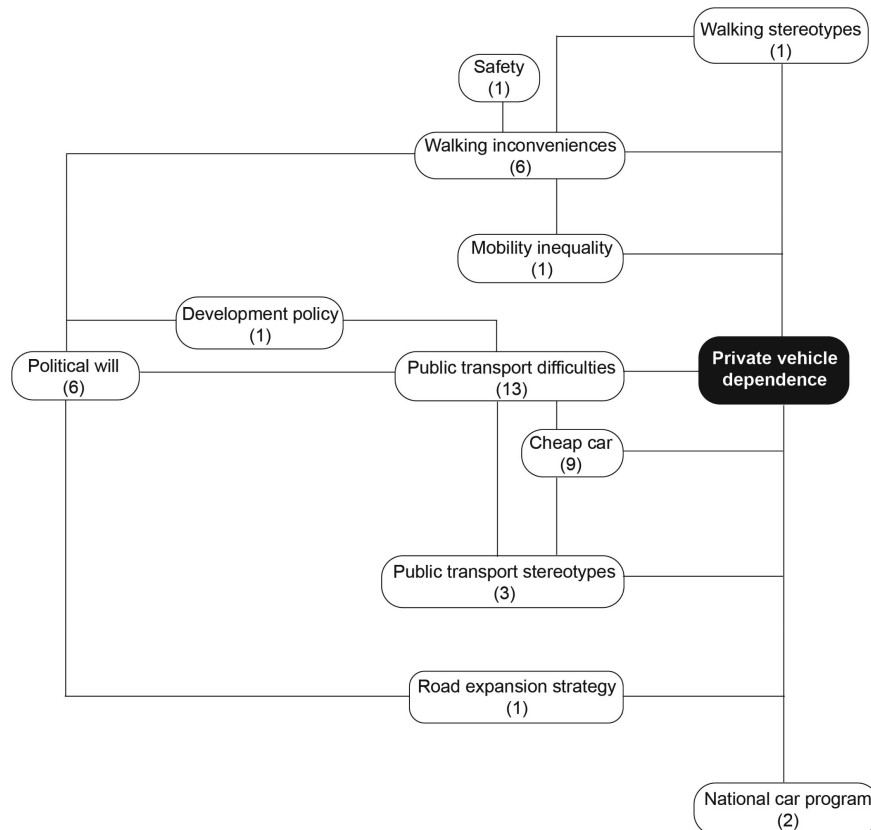 Walking stereotypes
(1)
Safety
(1)
Walking inconveniences
(6)
Mobility inequality
(1)
Development policy
(1)
Political will
(6)
Public transport difficulties
(13)
Private vehicle
dependence
Cheap car
(9)
Public transport stereotypes
(3)
Road expansion strategy
(1)
National car program
(2)